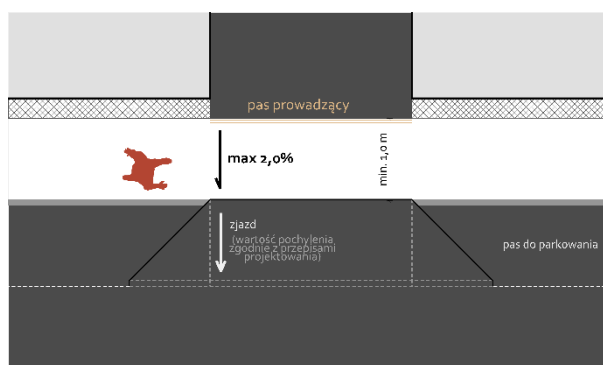 pas prowadzący
max 2,0%
min. 1,0 m
zjazd
(wartość pochylenia
zgodnie z przepisami
projektowania)
pas do parkowania